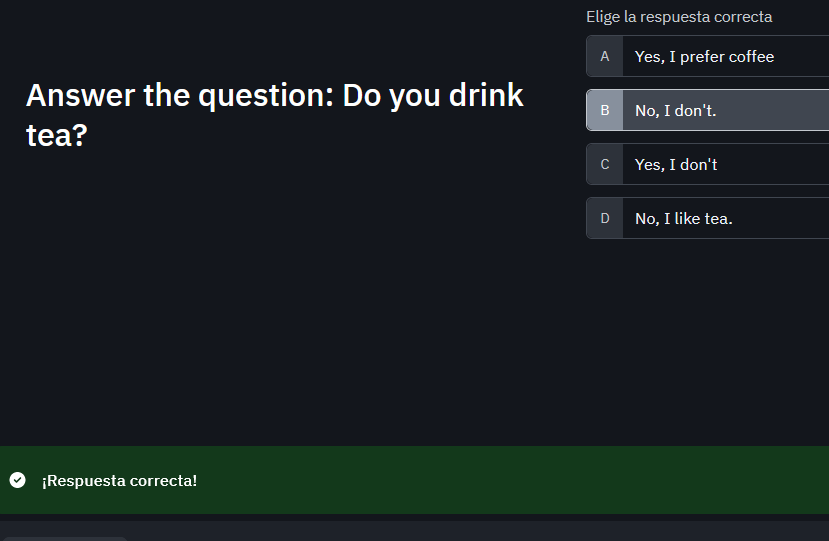 Elige la respuesta correcta
Answer the question: Do you drink
tea?
A Yes, I prefer coffee
B No, I don't.
C Yes, I don't
D No, I like tea.
¡Respuesta correcta!